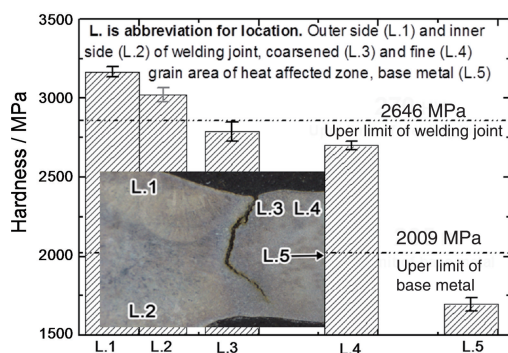 3500
3000
2500
2000
1500
Hardness / MPa
L. is abbreviation for location. Outer side (L.1) and inner
side (L.2) of welding joint, coarsened (L.3) and fine (L.4)
grain area of heat affected zone, base metal (L.5)
2646 MPa
Uper limit of welding joint
L.1
L.3 L.4
L.5
L.2
2009 MPa
Uper limit of
base metal
L.1 L.2 L.3 L.4 L.5